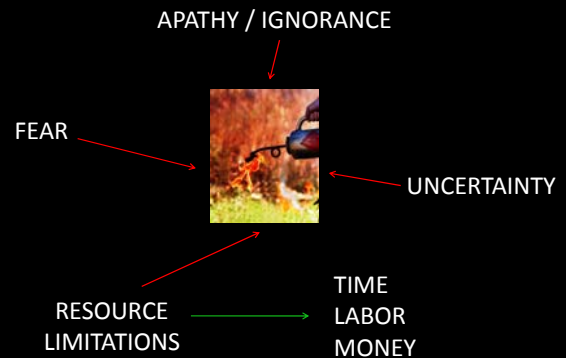 APATHY / IGNORANCE
FEAR
UNCERTAINTY
RESOURCE
LIMITATIONS
TIME
LABOR
MONEY